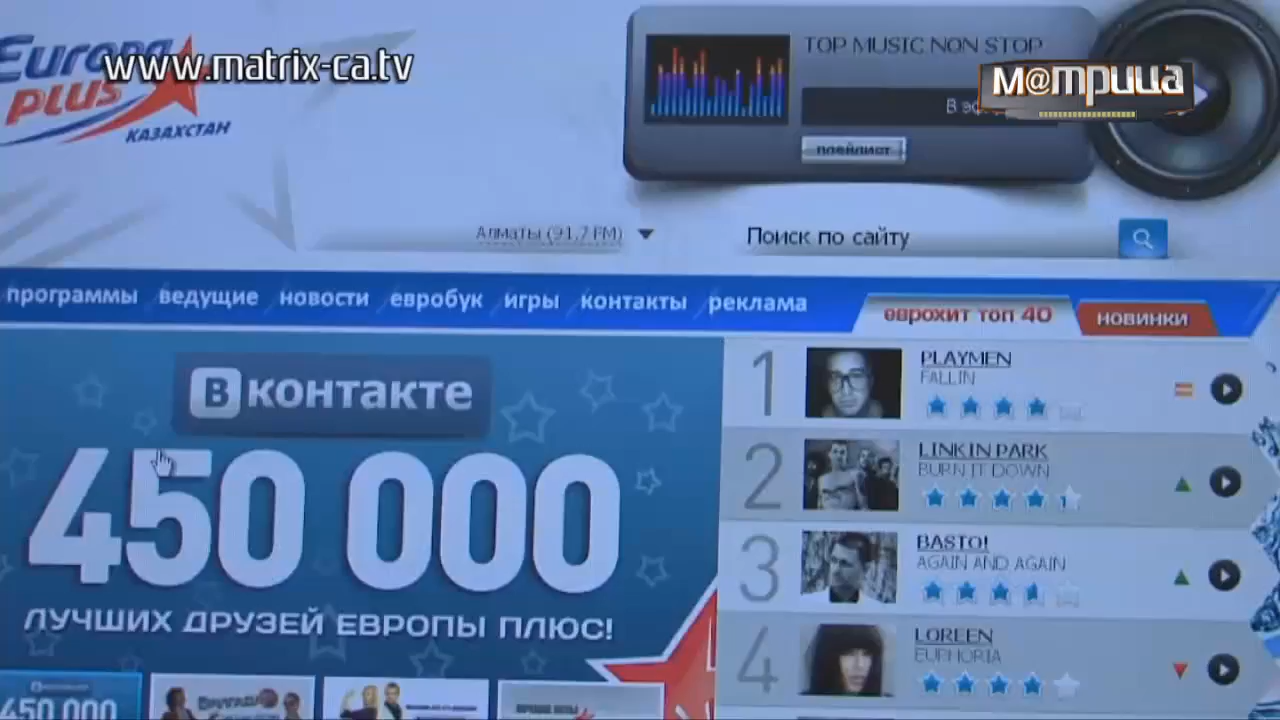 Europa
PLUS
КАЗАХСТАН
www.matrix-ca.tv
TOP MUSIC NON STOP
М@трица
плейлист
Алматы (91,7 FM)
Поиск по сайту
программы ведущие новости евробук игры контакты реклама
еврохит топ 40
новинки
В контакте
450 000
ЛУЧШИХ ДРУЗЕЙ ЕВРОПЫ ПЛЮС!
1
PLAYMEN
FALLIN
2
LINKIN PARK
BURN IT DOWN
3
BASTO!
AGAIN AND AGAIN
4
LOREEN
EUPHORIA
450 000